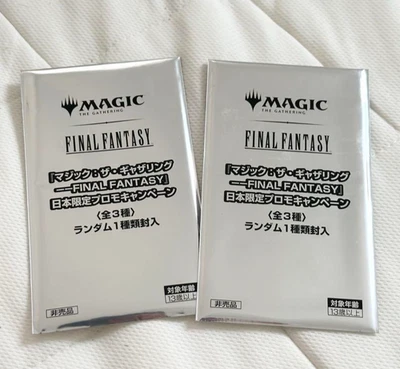 MAGIC
THE GATHERING
FINAL FANTASY
『マジック:ザ・ギャザリング
——FINAL FANTASY』
日本限定プロモキャンペーン
〈全3種〉
ランダム1種類封入
非売品
対象年齢
13歳以上
MAGIC
THE GATHERING
FINAL FANTASY
『マジック:ザ・ギャザリング
——FINAL FANTASY』
日本限定プロモキャンペーン
〈全3種〉
ランダム1種類封入
非売品
対象年齢
13歳以上